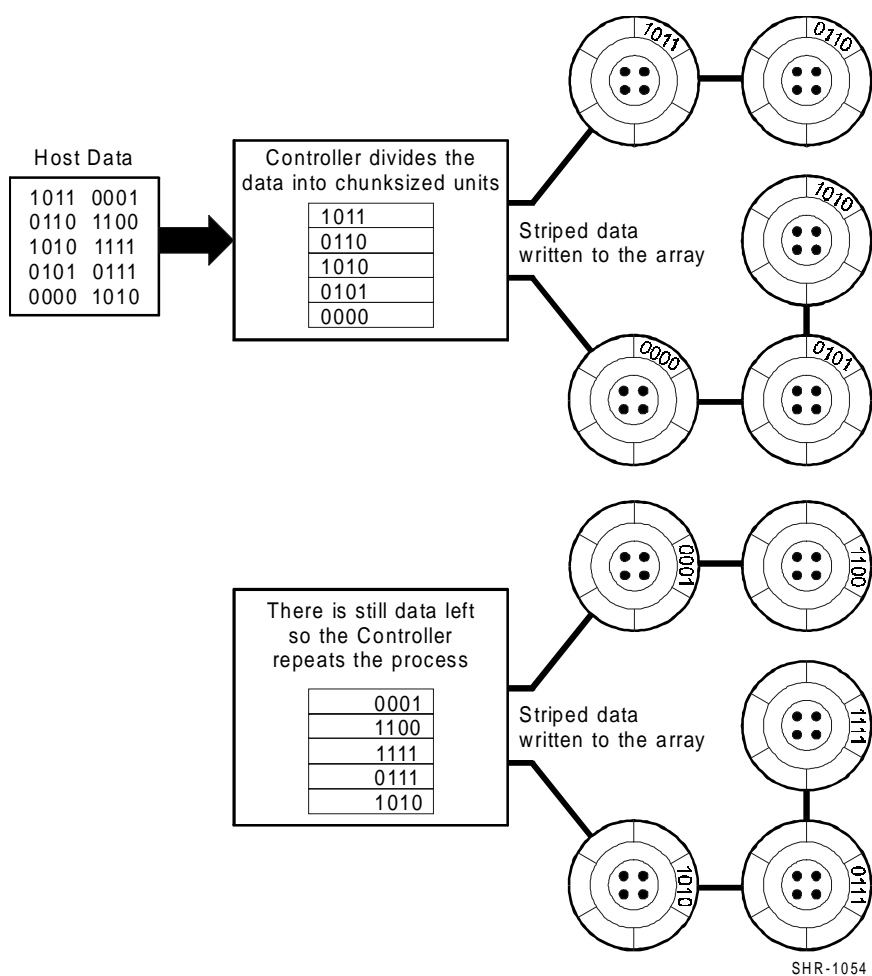 1011
0110
Host Data
1011 0001
0110 1100
1010 1111
0101 0111
0000 1010
Controller divides the
data into chunksized units
1011
0110
1010
0101
0000
Striped data
written to the array
1010
0000
0101
0001
1100
There is still data left
so the Controller
repeats the process
0001
1100
1111
0111
1010
Striped data
written to the array
1111
1010
0111
SHR-1054